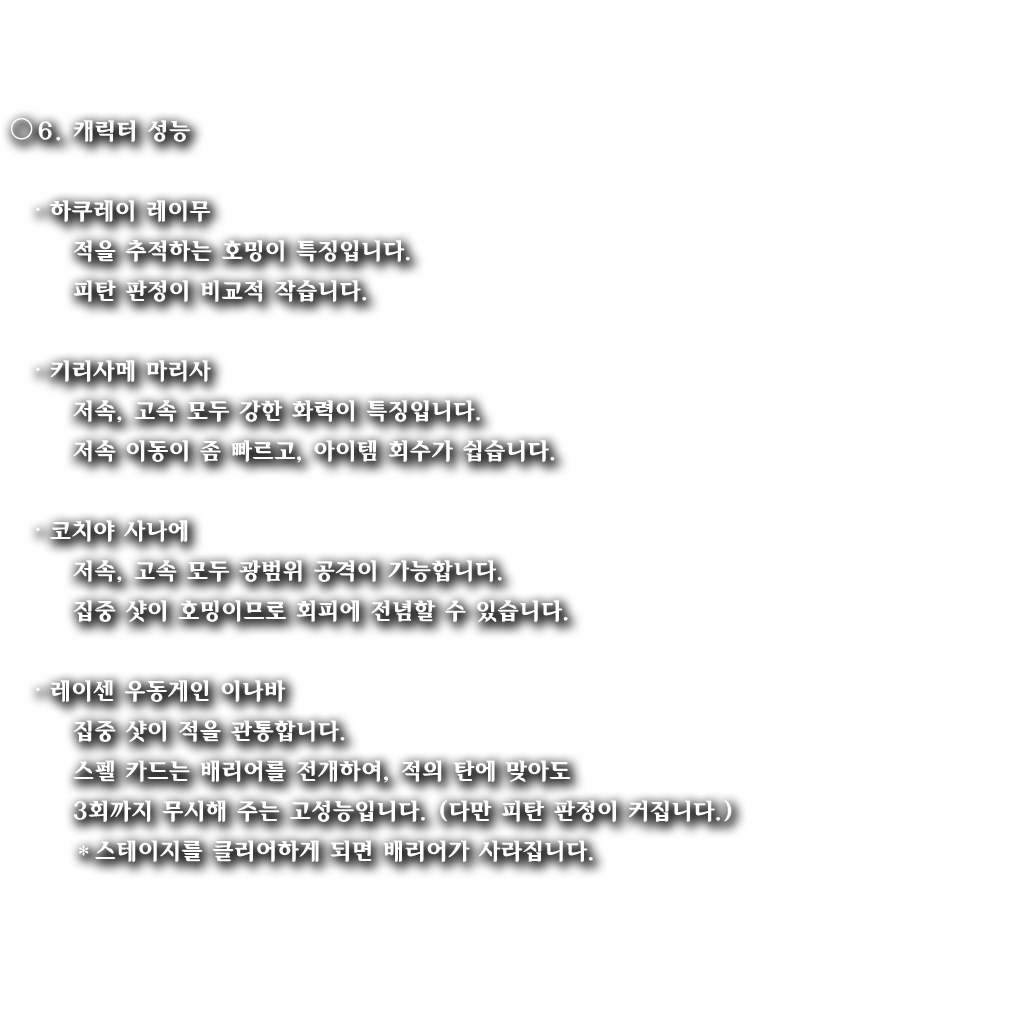 ○6. 캐릭터 성능
·하쿠레이 레이무
적을 추적하는 호밍이 특징입니다.
피탄 판정이 비교적 작습니다.
·키리사메 마리사
저속, 고속 모두 강한 화력이 특징입니다.
저속 이동이 좀 빠르고, 아이템 회수가 쉽습니다.
·코치야 사나에
저속, 고속 모두 광범위 공격이 가능합니다.
집중 샷이 호밍이므로 회피에 전념할 수 있습니다.
·레이센 우동게인 이나바
집중 샷이 적을 관통합니다.
스펠 카드는 배리어를 전개하여, 적의 탄에 맞아도
3회까지 무시해 주는 고성능입니다. (다만 피탄 판정이 커집니다.)
*스테이지를 클리어하게 되면 배리어가 사라집니다.